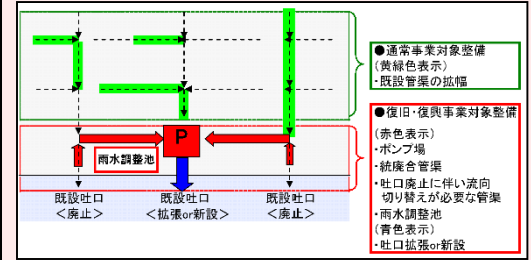 ●通常事業対象整備
(黄緑色表示)
・既設管渠の拡幅
●復旧・復興事業対象整備
(赤色表示)
・ポンプ場
・統廃合管渠
・吐口廃止に伴い流向
切り替えが必要な管渠
・雨水調整池
(青色表示)
・吐口拡張or新設
P
雨水調整池
既設吐口
<廃止>
既設吐口
<拡張or新設>
既設吐口
<廃止>